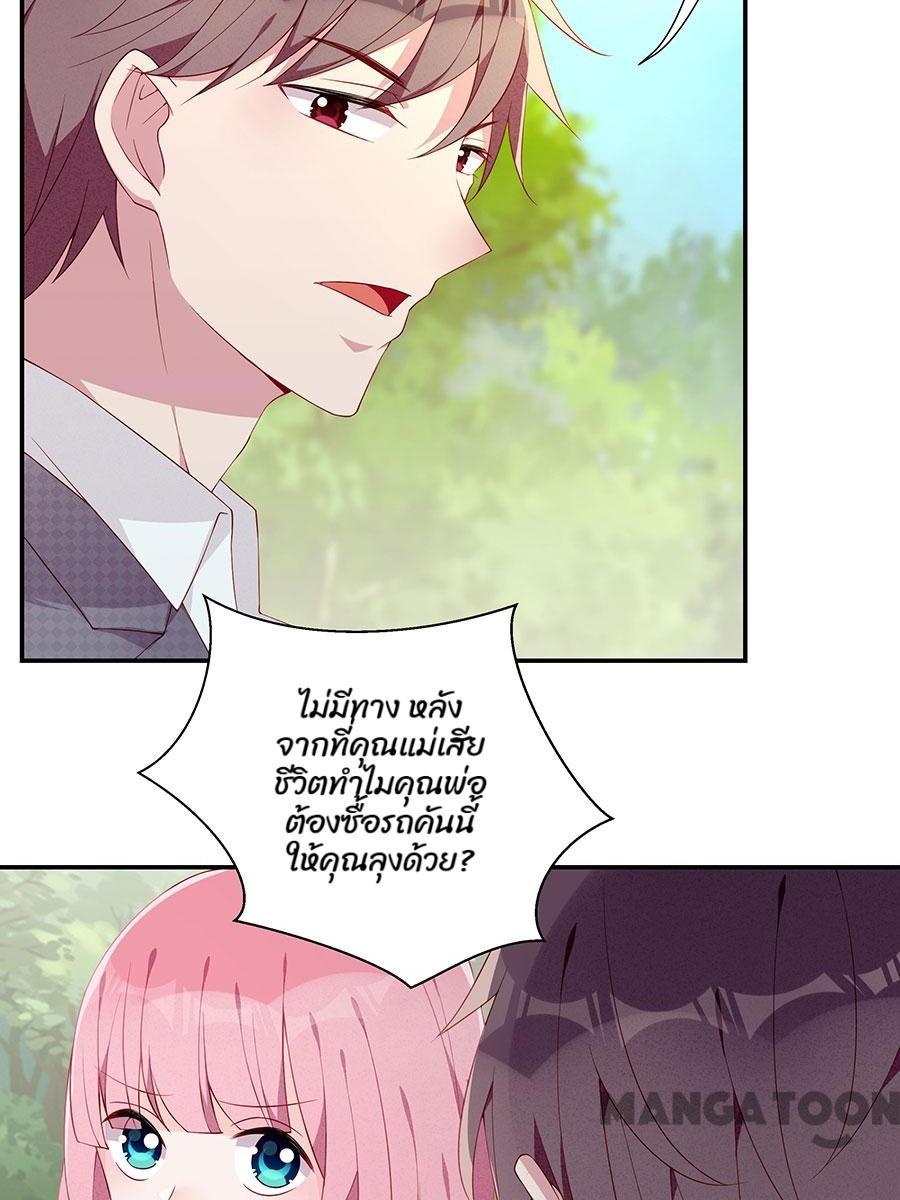 ไม่มีทาง หลัง
จากที่คุณแม่เสีย
ชีวิตทำไมคุณพ่อ
ต้องซื้อรถคันนี้
ให้คุณลุงด้วย?
MANGATOON